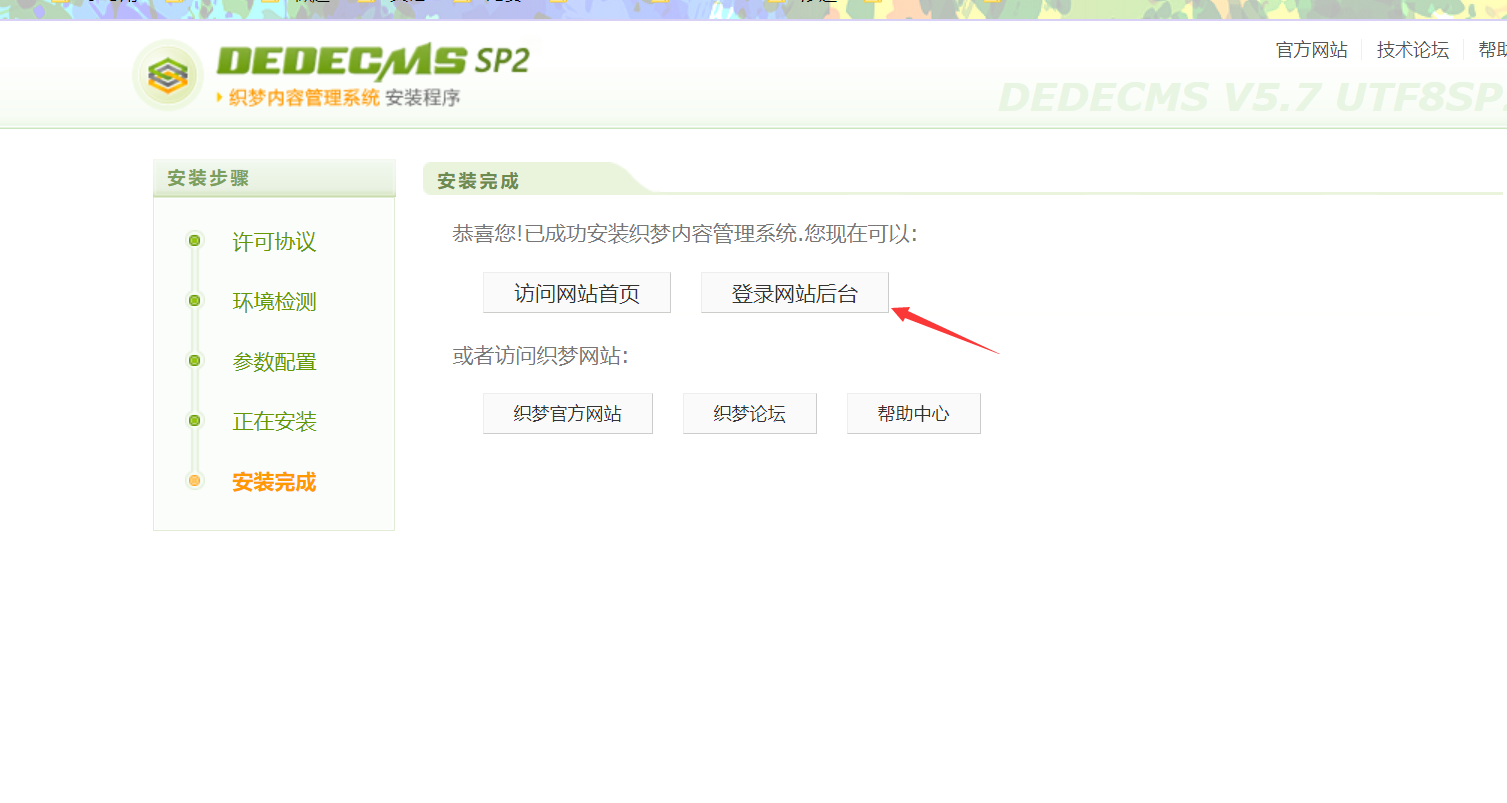 DEDECMS SP2
织梦内容管理系统 安装程序
官方网站 技术论坛
DEDECMS V5.7 UTF8SP
安装步骤
许可协议
环境检测
参数配置
正在安装
安装完成
安装完成
恭喜您!已成功安装织梦内容管理系统.您现在可以:
访问网站首页 登录网站后台
或者访问织梦网站:
织梦官方网站 织梦论坛 帮助中心